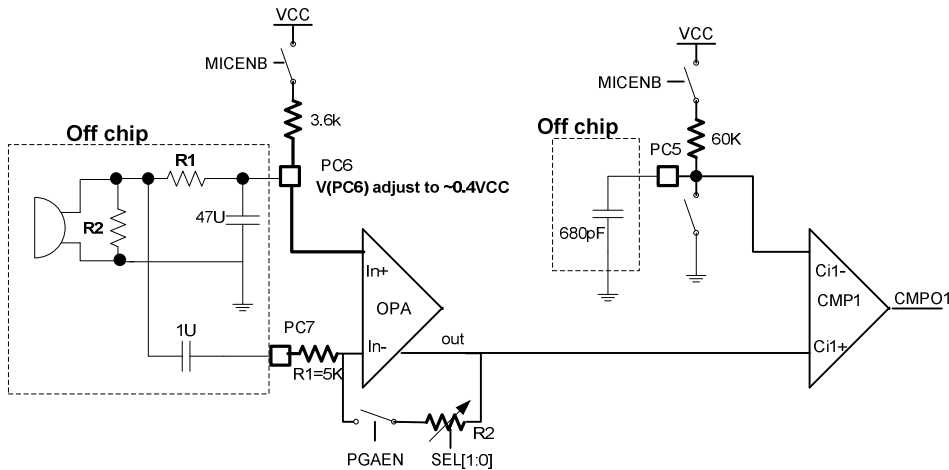 VCC
MICENB
3.6k
Off chip
R1
PC6
V(PC6) adjust to ~0.4VCC
R2
47U
In+
OPA
1U
PC7
In-
out
R1=5K
R2
PGAEN
SEL[1:0]
VCC
MICENB
Off chip
60K
PC5
680pF
Ci1-
CMP1
CMPO1
Ci1+